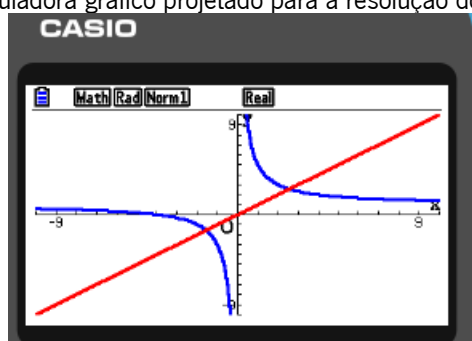 uladora gráfico projetado para a resolução d
CASIO
Math Rad Norm1 Real
9 y
x
-9 O 9
-9